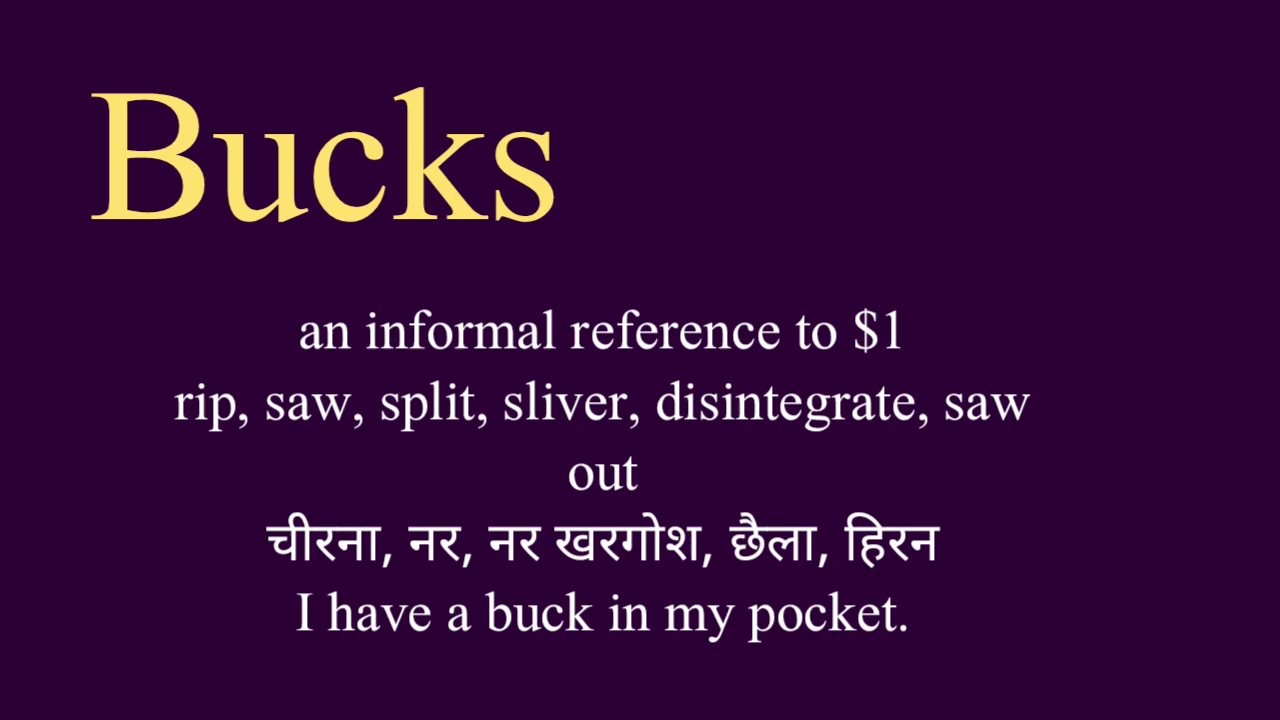 Bucks
an informal reference to $1
rip, saw, split, sliver, disintegrate, saw
out
चीरना, नर, नर खरगोश, छैला, हिरन
I have a buck in my pocket.